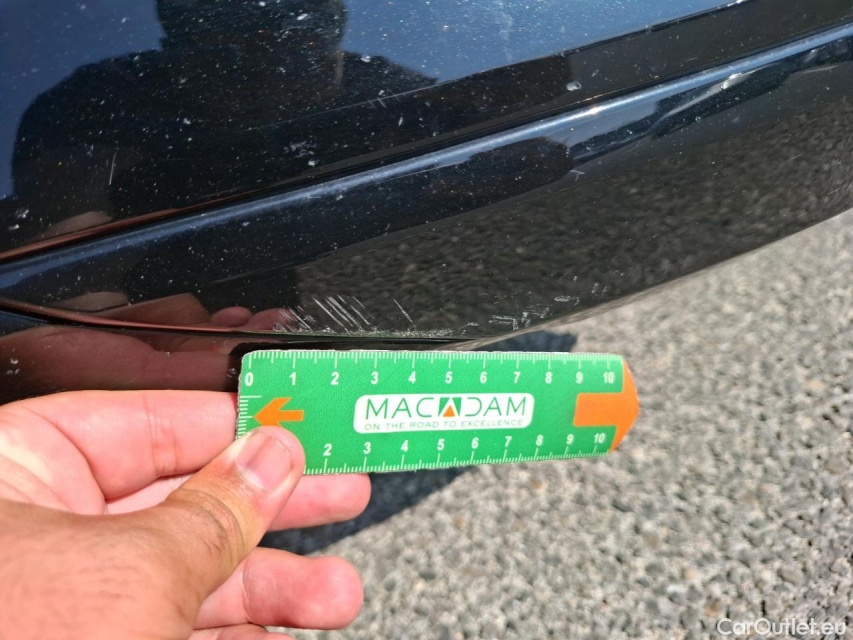 0 1 2 3 4 5 6 7 8 9 10
MACADAM
ON THE ROAD TO EXCELLENCE
2 3 4 5 6 7 8 9 10
CarOutlet.eu